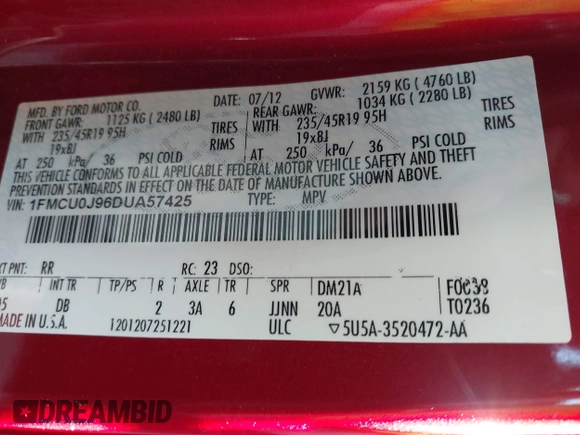 MFD. BY FORD MOTOR CO.
DATE: 07/12 GVWR: 2159 KG ( 4760 LB)
FRONT GAWR: 1125 KG ( 2480 LB) REAR GAWR: 1034 KG ( 2280 LB)
WITH 235/45R19 95H TIRES WITH 235/45R19 95H TIRES
19x8J RIMS 19x8J RIMS
AT 250 kPa/ 36 PSI COLD AT 250 kPa/ 36 PSI COLD
THIS VEHICLE CONFORMS TO ALL APPLICABLE FEDERAL MOTOR VEHICLE SAFETY AND THEFT
PREVENTION STANDARDS IN EFFECT ON THE DATE OF MANUFACTURE SHOWN ABOVE.
VIN: 1FMCU0J96DUA57425 TYPE: MPV
XT PNT: RR RC: 23 DSO:
INT TR TP/PS R AXLE TR SPR DM21A
DB 2 3A 6 JJNN 20A T0236
MADE IN U.S.A. 1201207251221 ULC ▽5U5A-3520472-AA
DREAMBID